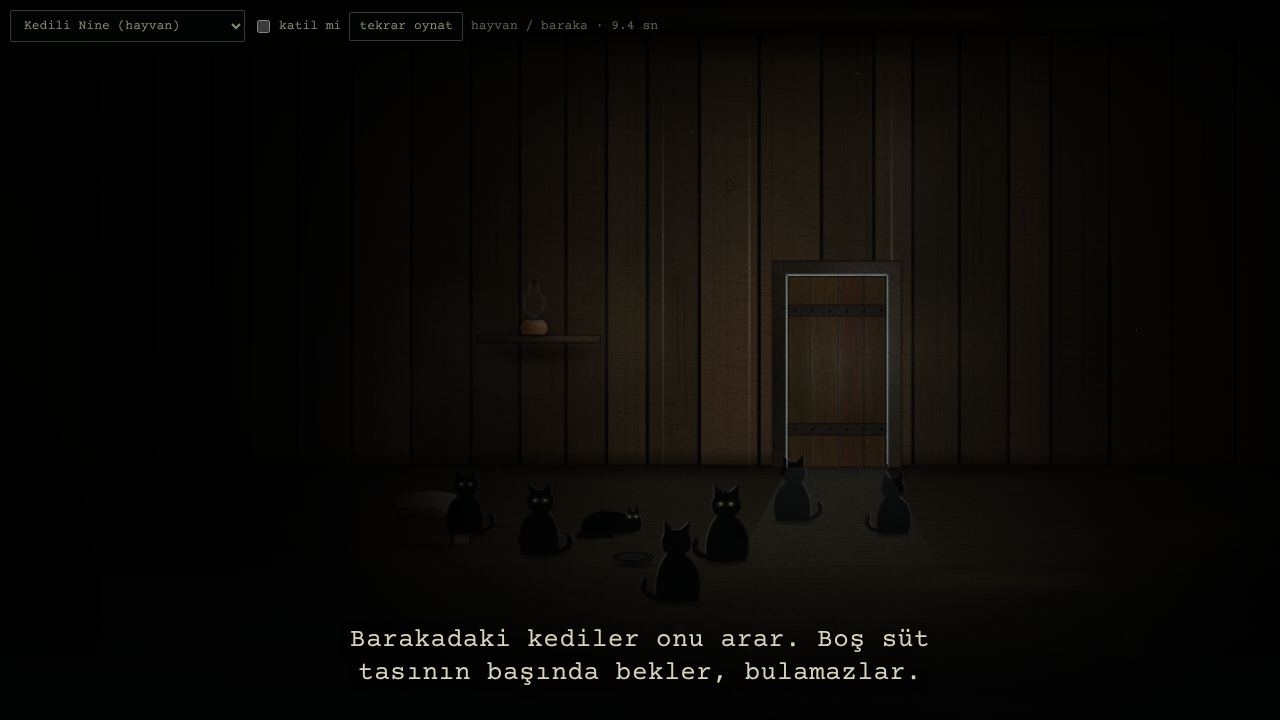 Kedili Nine (hayvan)
katil mi
tekrar oynat
hayvan / baraka · 9.4 sn
Barakadaki kediler onu arar. Boş süt
tasının başında bekler, bulamazlar.